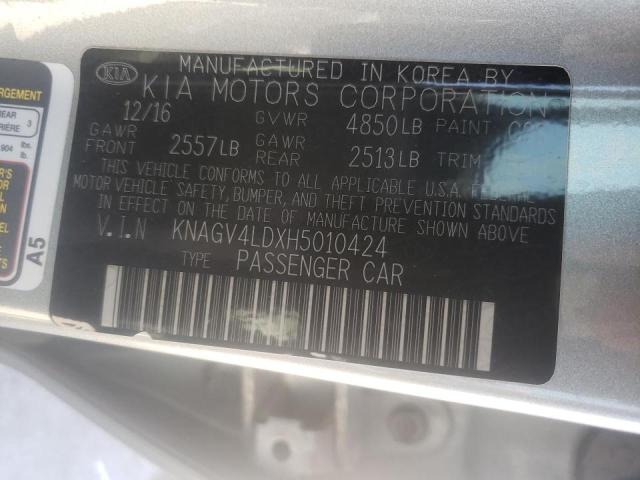 KIA
MANUFACTURED IN KOREA BY
KIA MOTORS CORPORATION
12/16 GVWR 4850LB PAINT
GAWR FRONT 2557LB GAWR REAR 2513LB TRIM
THIS VEHICLE CONFORMS TO ALL APPLICABLE U.S.A. FEDERAL
MOTOR VEHICLE SAFETY, BUMPER, AND THEFT PREVENTION STANDARDS
IN EFFECT ON THE DATE OF MANUFACTURE SHOWN ABOVE.
V.I.N KNAGV4LDXH5010424
TYPE PASSENGER CAR
A5